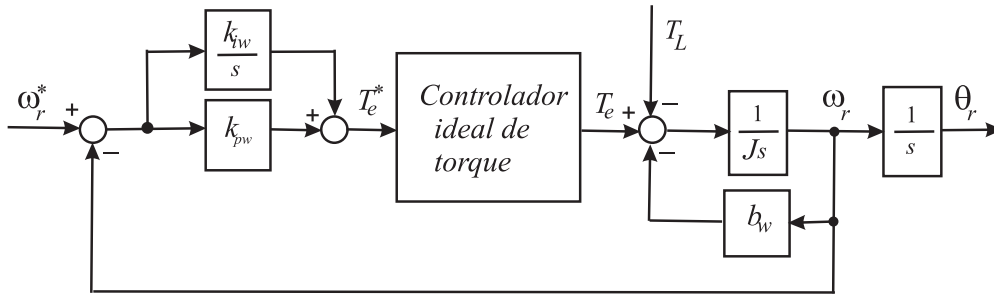 ω*r
+
−
kiw
s
kpw
+
T*e
Controlador
ideal de
torque
TL
−
Te +
−
1
Js
ωr
bw
1
s
θr